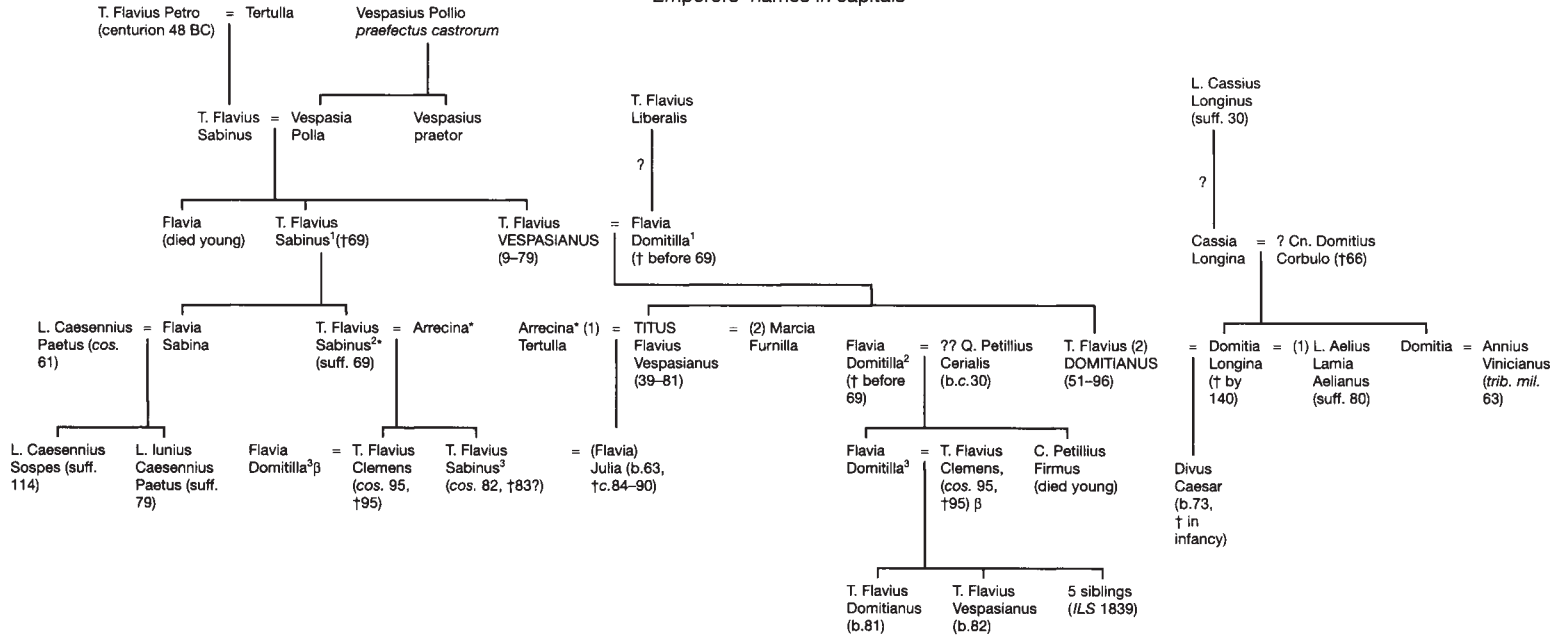 Emperors' names in capitals
T. Flavius Petro = Tertulla
(centurion 48 BC)
Vespasius Pollio
praefectus castrorum
T. Flavius = Vespasia
Sabinus Polla
Vespasius
praetor
T. Flavius
Liberalis
?
L. Cassius
Longinus
(suff. 30)
?
Flavia
(died young)
T. Flavius
Sabinus¹(†69)
T. Flavius =
VESPASIANUS
(9–79)
Flavia
Domitilla¹
(† before 69)
Cassia =
Longina
? Cn. Domitius
Corbulo (†66)
L. Caesennius =
Paetus (cos.
61)
Flavia
Sabina
T. Flavius = Arrecina*
Sabinus²*
(suff. 69)
Arrecina* (1) =
Tertulla
TITUS
Flavius
Vespasianus
(39–81)
= (2) Marcia
Furnilla
Flavia =
Domitilla²
(† before
69)
?? Q. Petillius
Cerialis
(b.c.30)
T. Flavius (2)
DOMITIANUS
(51–96)
= Domitia =
Longina
(† by
140)
(1) L. Aelius
Lamia
Aelianus
(suff. 80)
Domitia =
Annius
Vinicianus
(trib. mil.
63)
L. Caesennius
Sospes (suff.
114)
L. Iunius
Caesennius
Paetus (suff.
79)
Flavia =
Domitilla³β
T. Flavius
Clemens
(cos. 95,
†95)
T. Flavius
Sabinus³
(cos. 82, †83?)
= (Flavia)
Julia (b.63,
†c.84–90)
Flavia =
Domitilla³
T. Flavius
Clemens,
(cos. 95,
†95) β
C. Petillius
Firmus
(died young)
Divus
Caesar
(b.73,
† in
infancy)
T. Flavius
Domitianus
(b.81)
T. Flavius
Vespasianus
(b.82)
5 siblings
(ILS 1839)